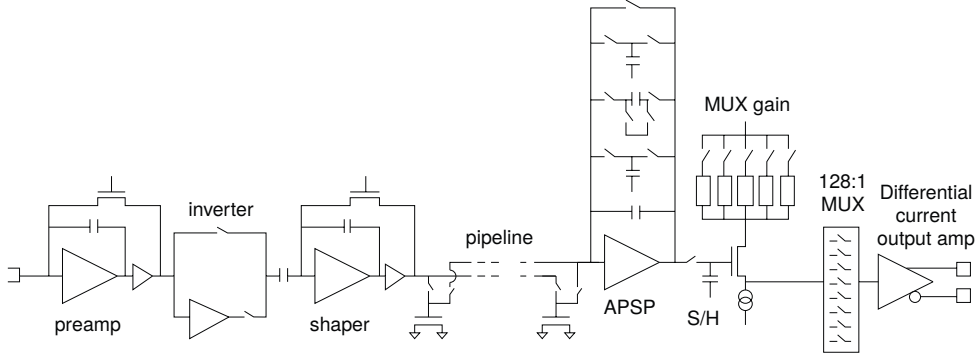 preamp
inverter
shaper
pipeline
APSP
S/H
MUX gain
128:1
MUX
Differential
current
output amp